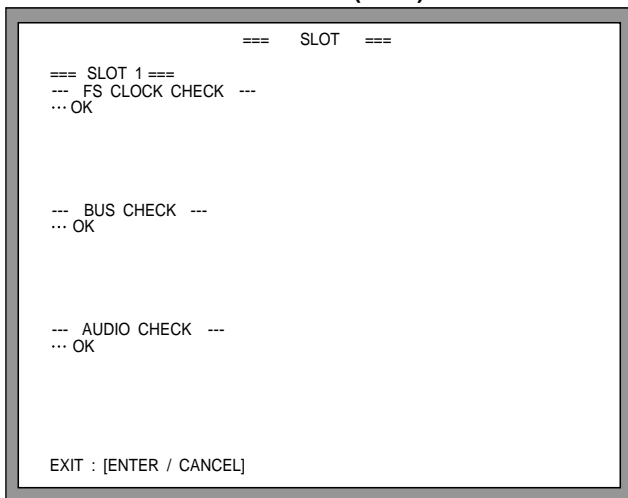 === SLOT ===
=== SLOT 1 ===
--- FS CLOCK CHECK ---
··· OK
--- BUS CHECK ---
··· OK
--- AUDIO CHECK ---
··· OK
EXIT : [ENTER / CANCEL]